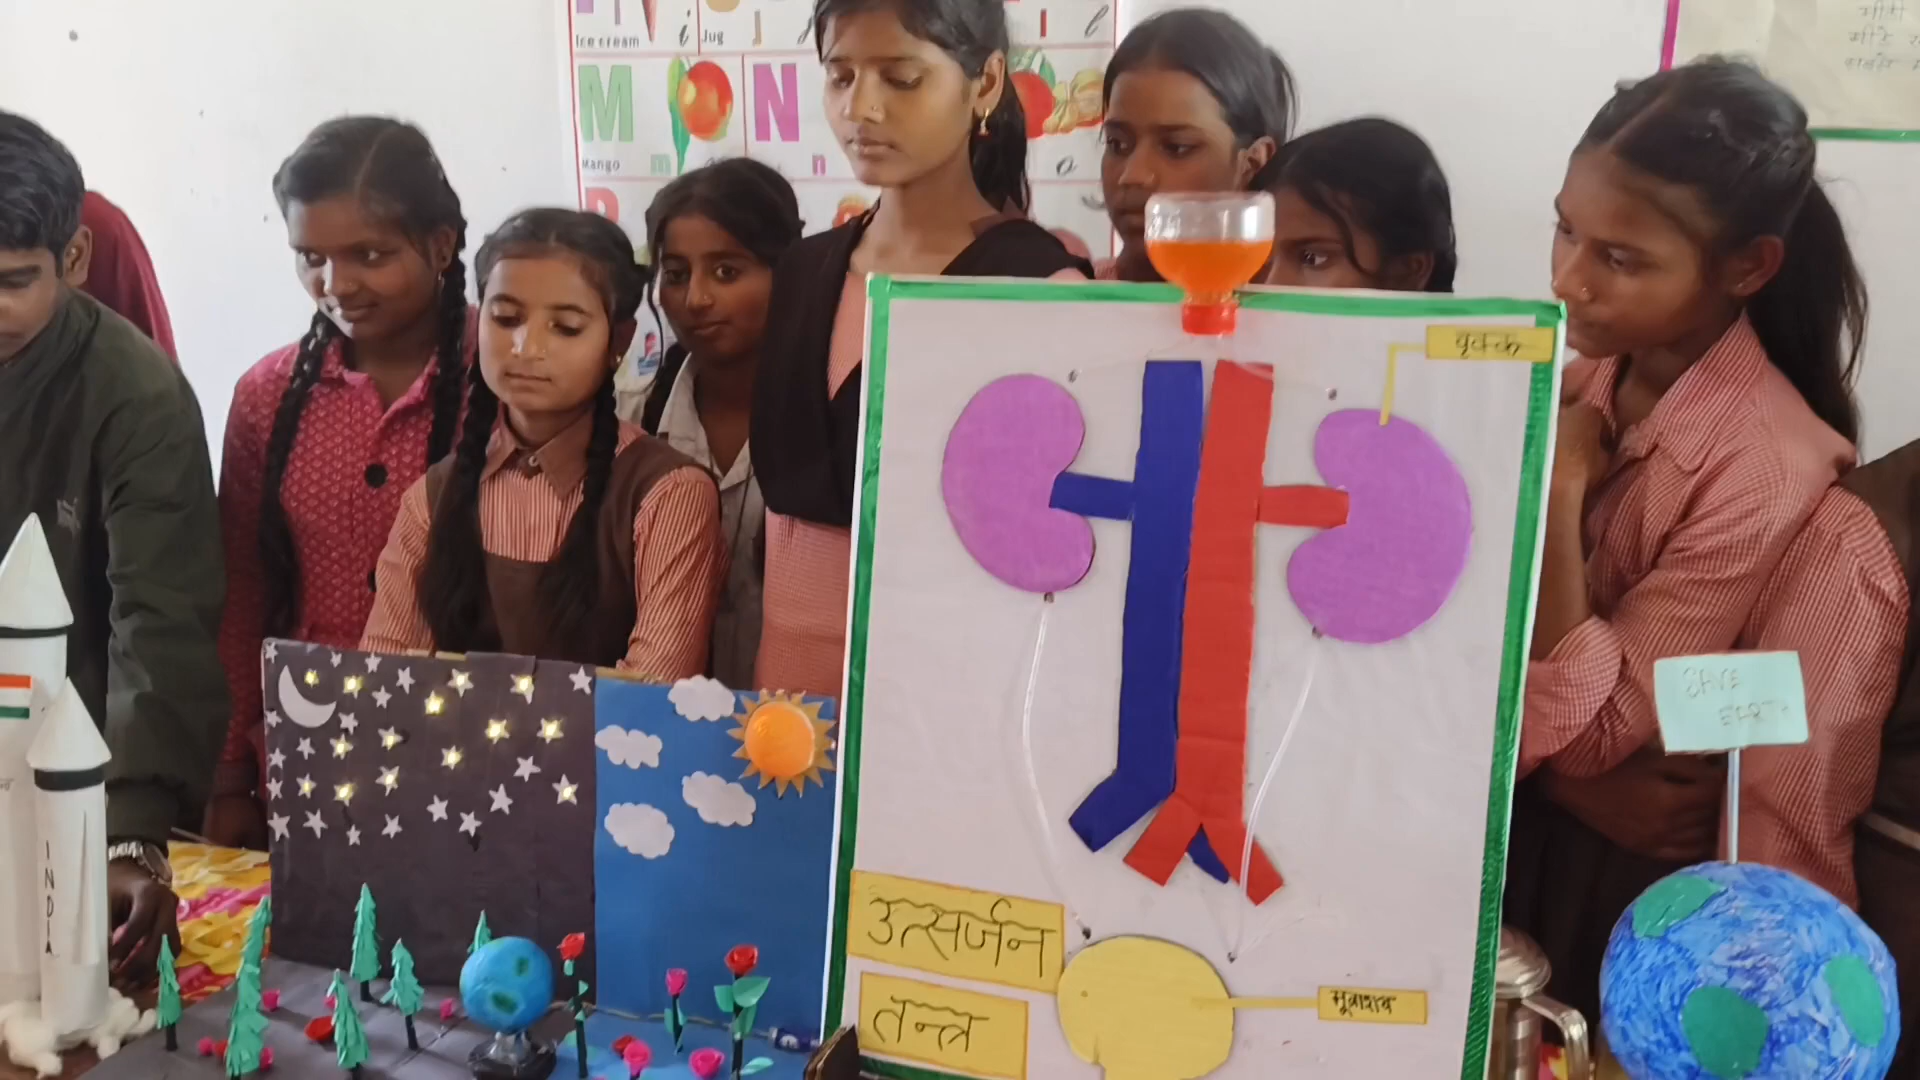 Ice cream
i
Jug
j
l
M
Mango
m
N
n
o
वृक्क
SAVE
EARTH
INDIA
उत्सर्जन
तन्त्र
मूत्राशय